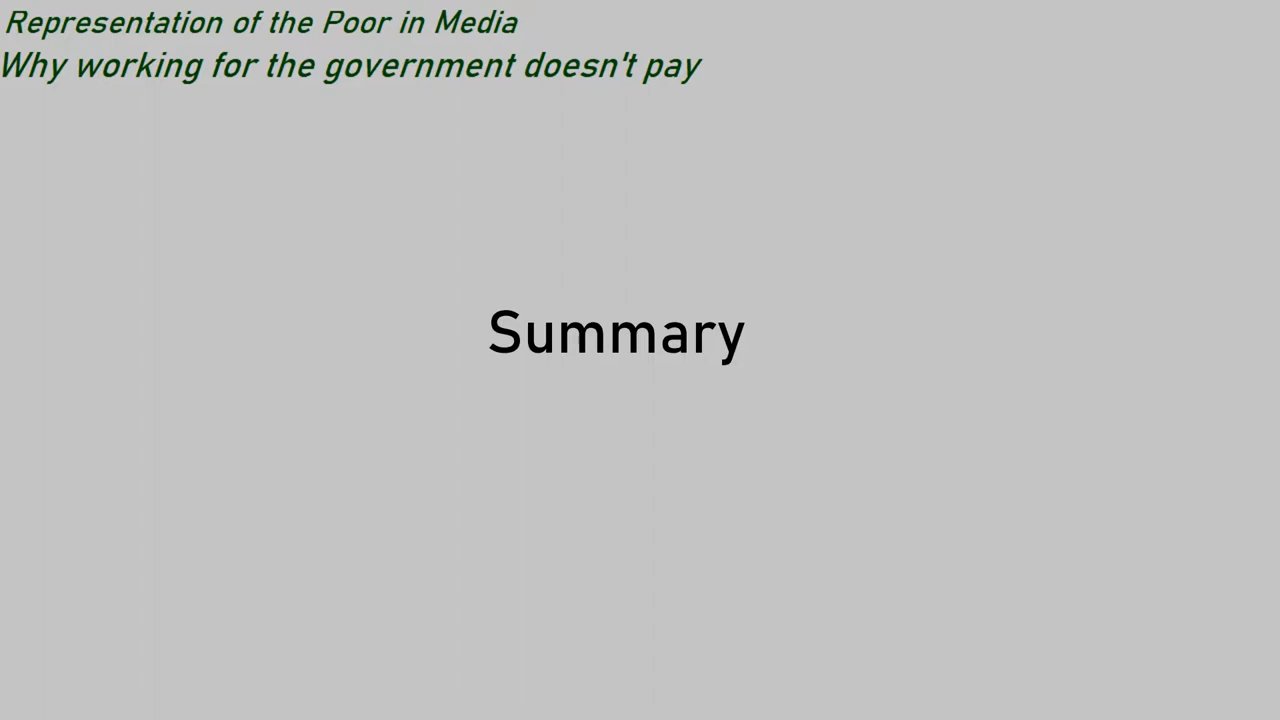 Representation of the Poor in Media
Why working for the government doesn't pay
Summary